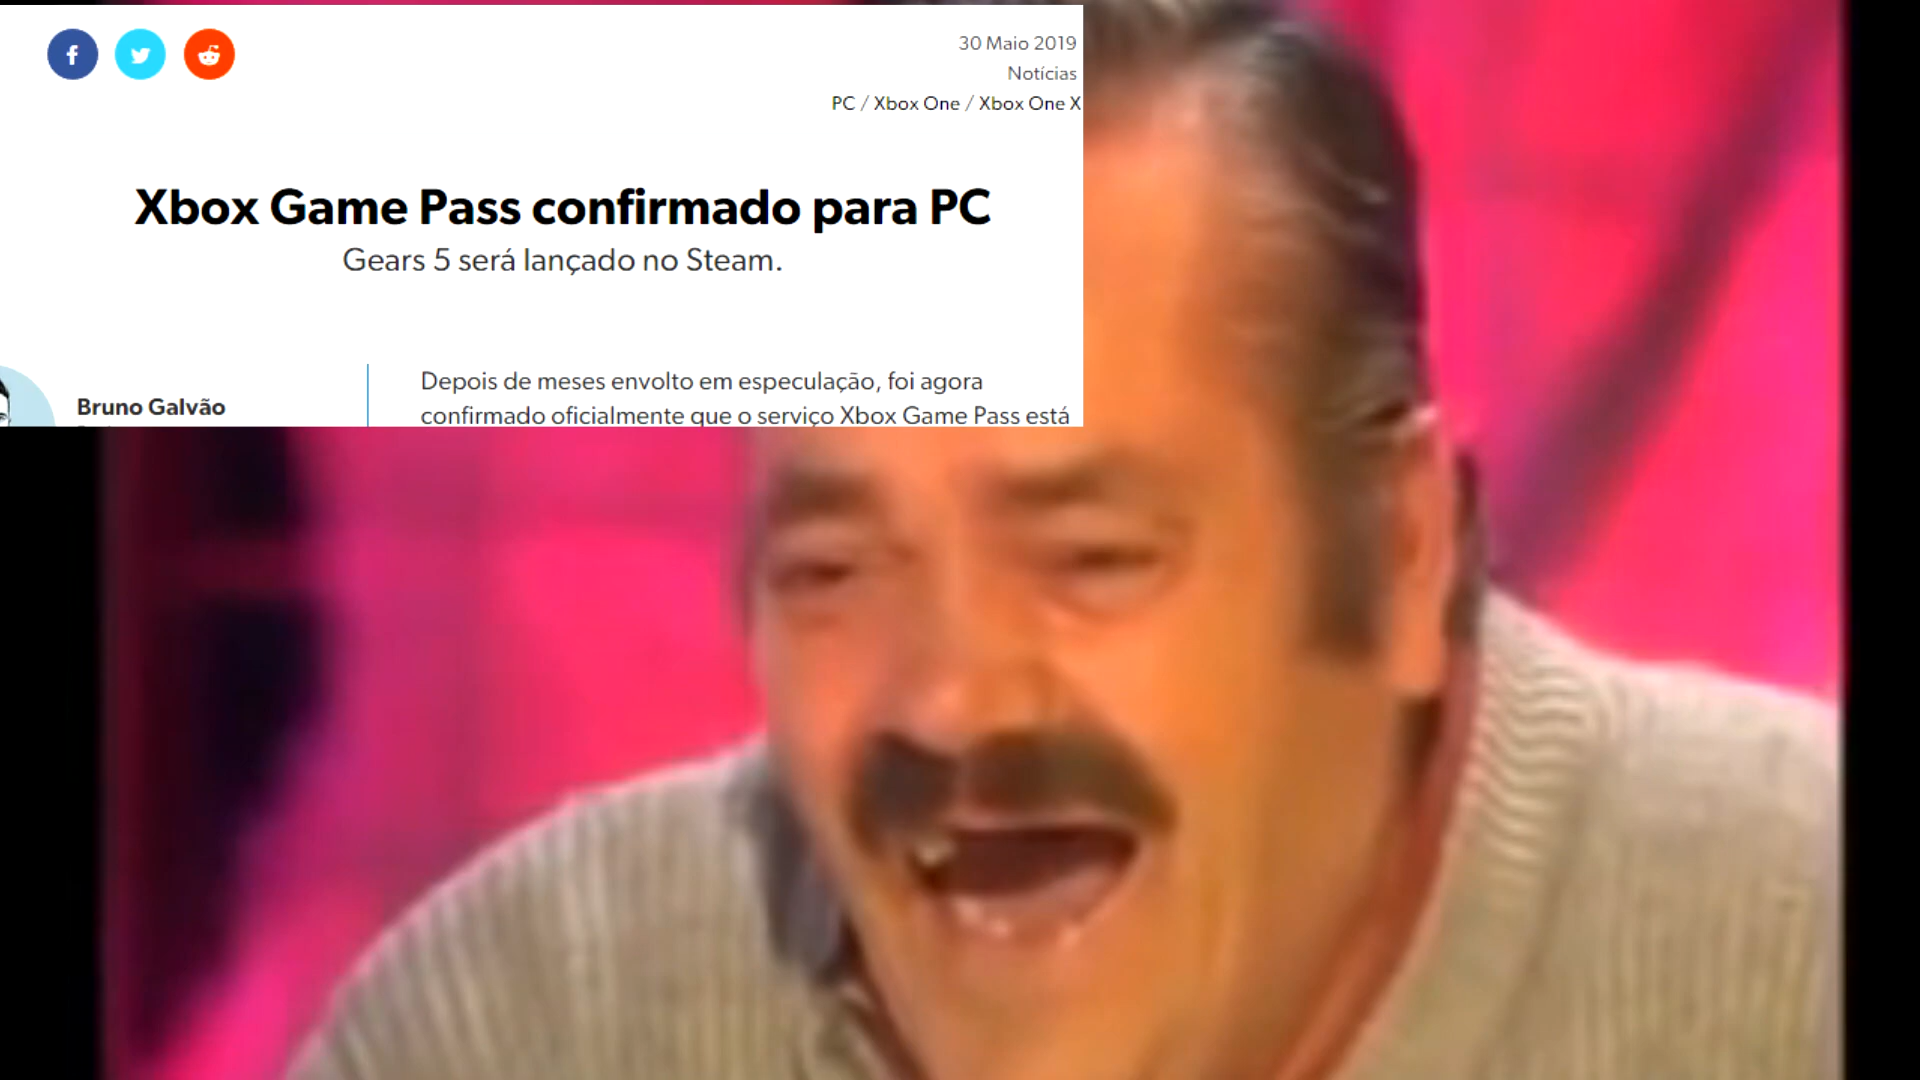 30 Maio 2019
Notícias
PC / Xbox One / Xbox One X
Xbox Game Pass confirmado para PC
Gears 5 será lançado no Steam.
Bruno Galvão
Depois de meses envolto em especulação, foi agora
confirmado oficialmente que o serviço Xbox Game Pass está